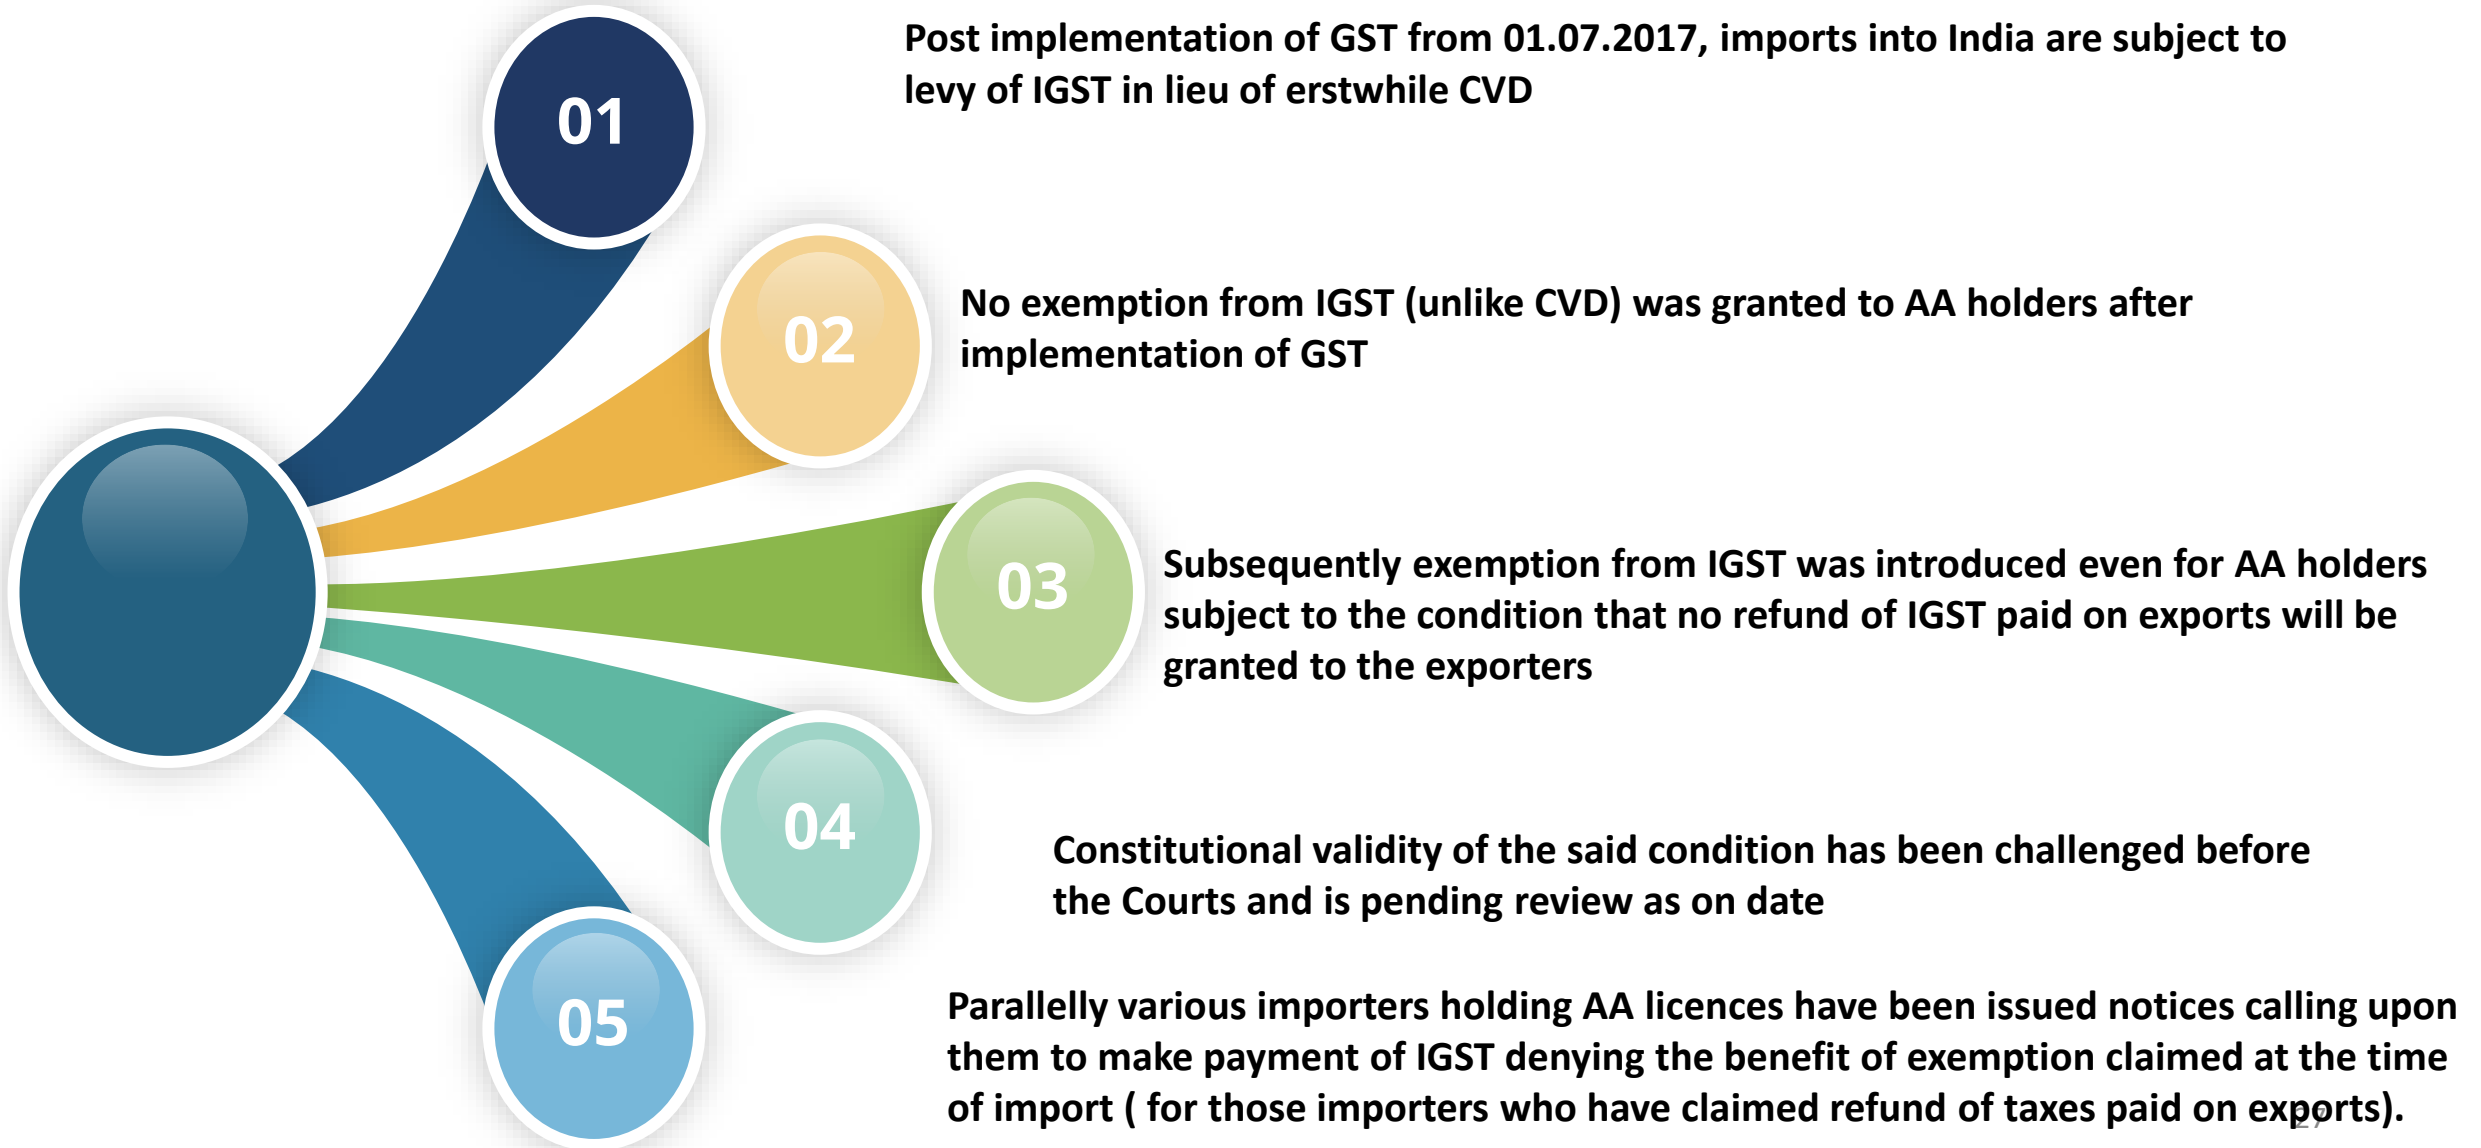 01
Post implementation of GST from 01.07.2017, imports into India are subject to
levy of IGST in lieu of erstwhile CVD
02
No exemption from IGST (unlike CVD) was granted to AA holders after
implementation of GST
03
Subsequently exemption from IGST was introduced even for AA holders
subject to the condition that no refund of IGST paid on exports will be
granted to the exporters
04
Constitutional validity of the said condition has been challenged before
the Courts and is pending review as on date
05
Parallelly various importers holding AA licences have been issued notices calling upon
them to make payment of IGST denying the benefit of exemption claimed at the time
of import ( for those importers who have claimed refund of taxes paid on exports).
27